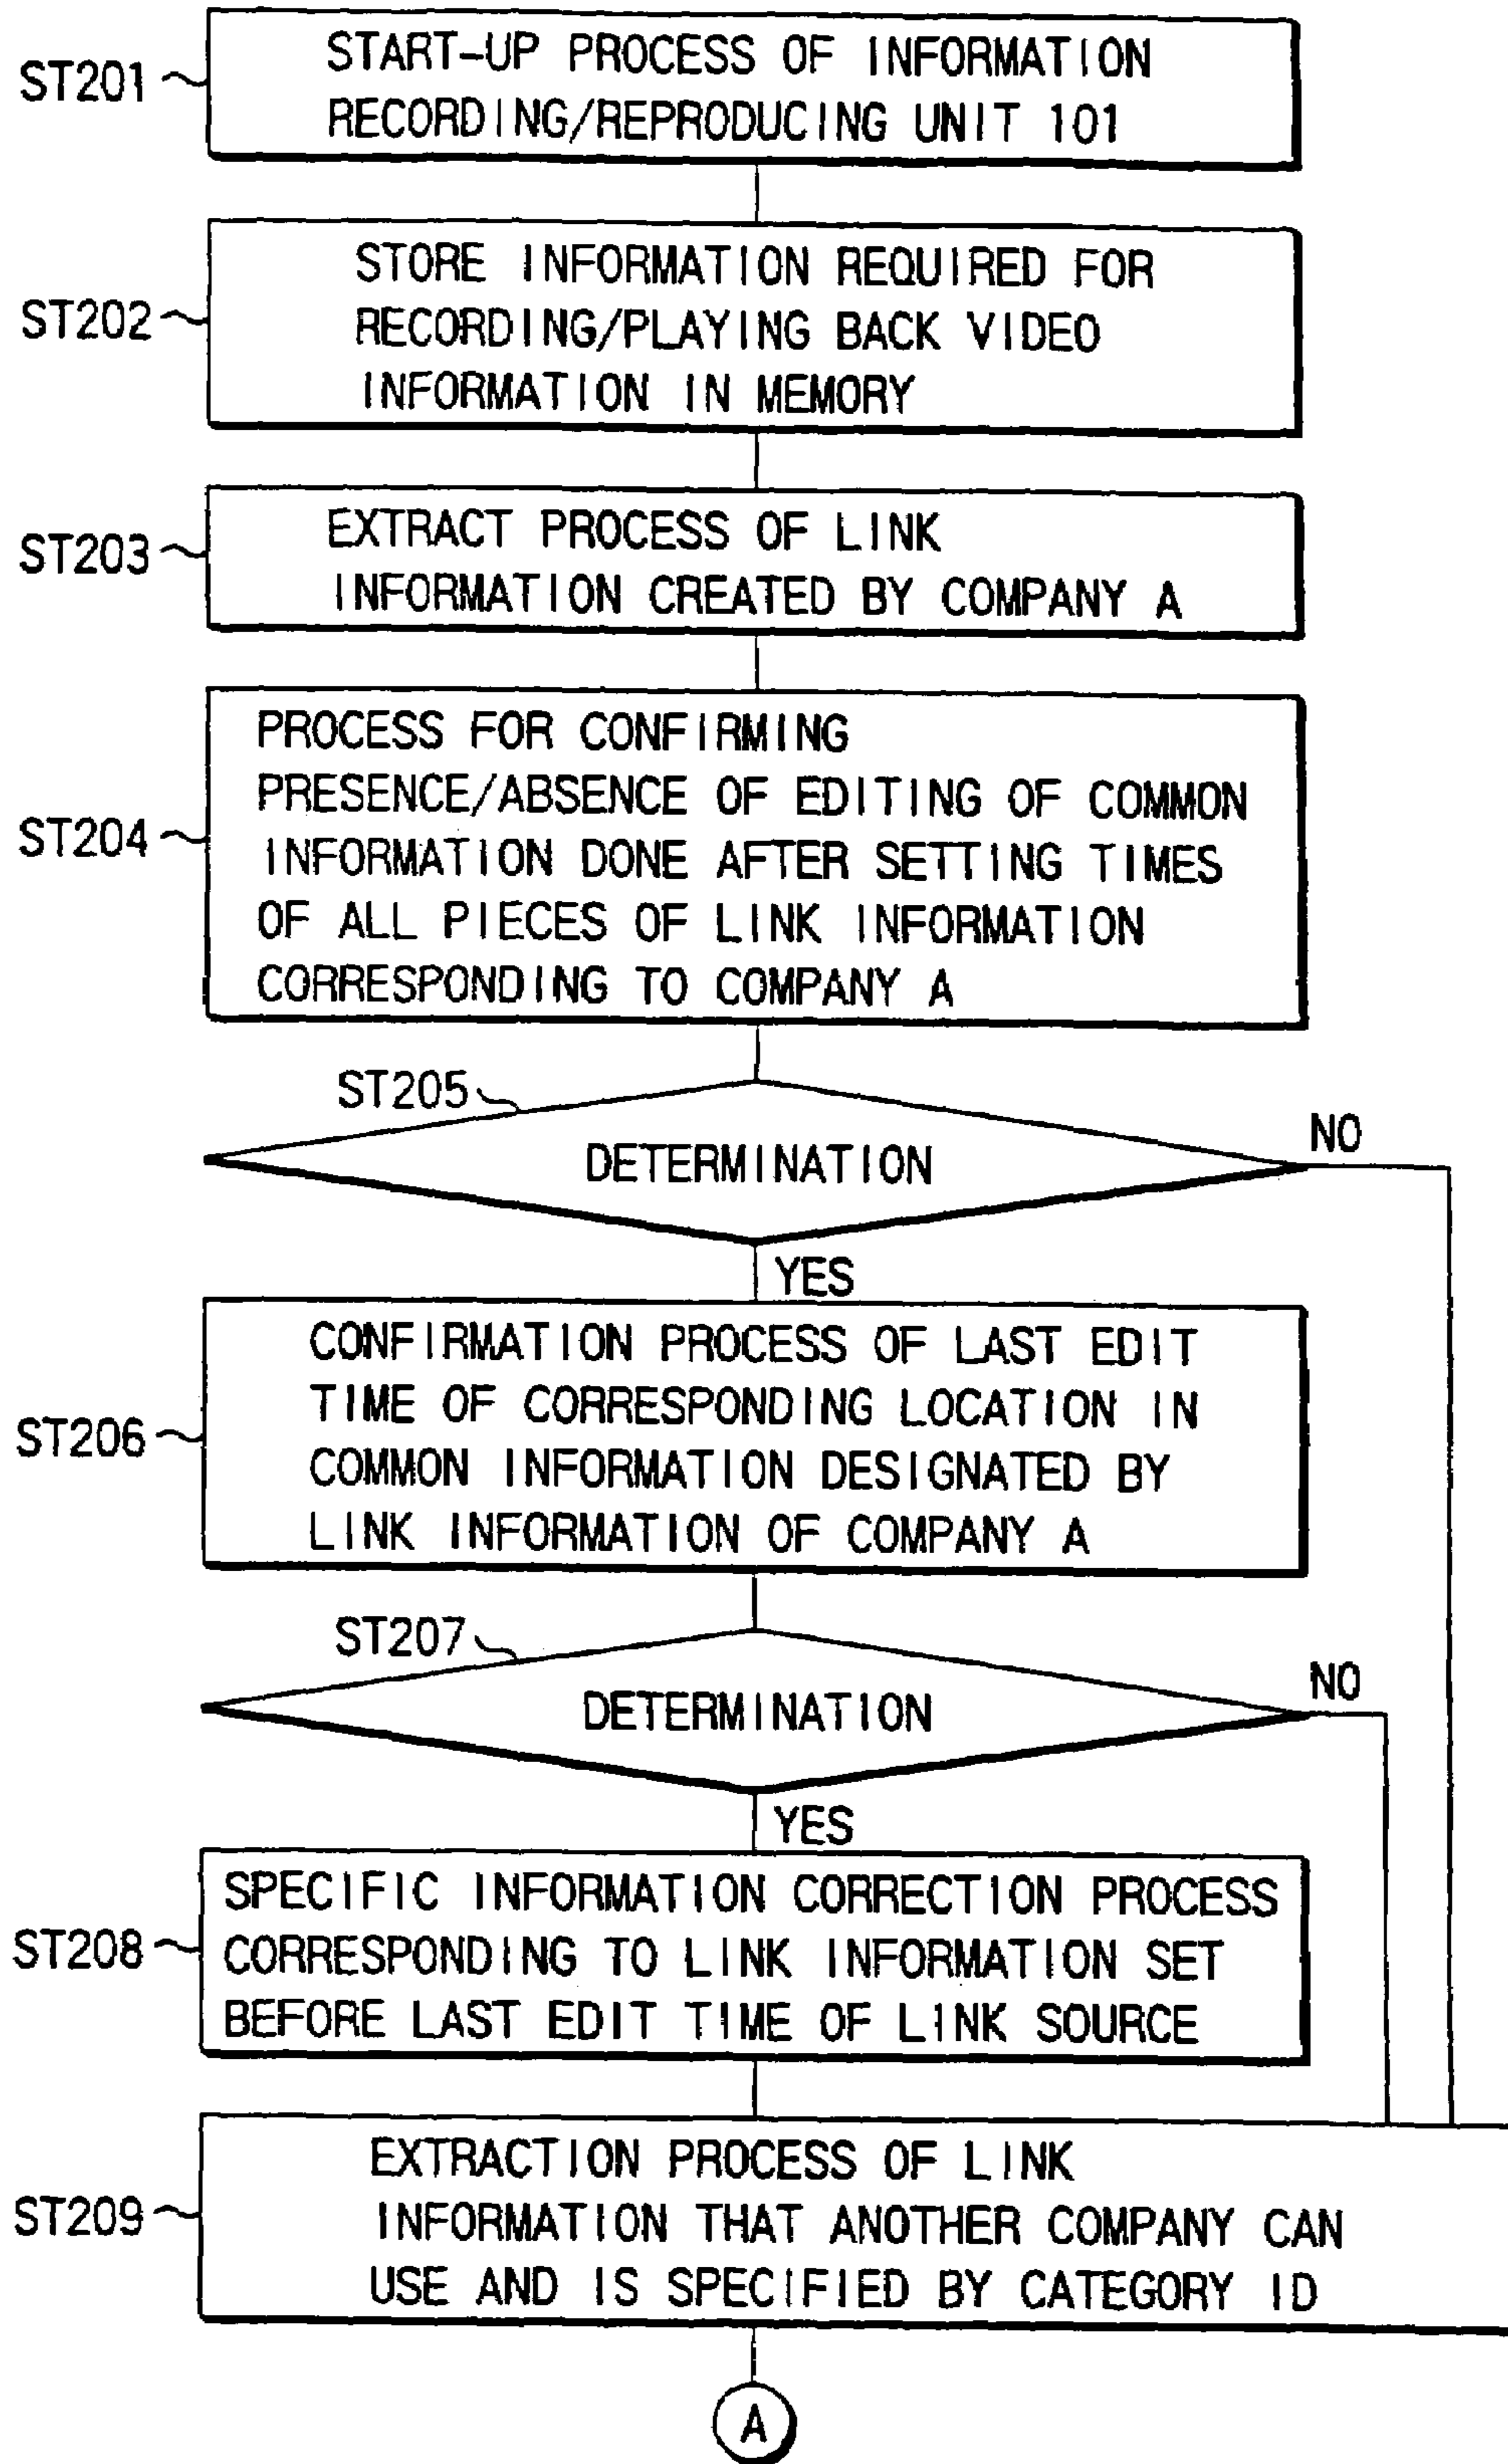 ST201
START-UP PROCESS OF INFORMATION
RECORDING/REPRODUCING UNIT 101
ST202
STORE INFORMATION REQUIRED FOR
RECORDING/PLAYING BACK VIDEO
INFORMATION IN MEMORY
ST203
EXTRACT PROCESS OF LINK
INFORMATION CREATED BY COMPANY A
ST204
PROCESS FOR CONFIRMING
PRESENCE/ABSENCE OF EDITING OF COMMON
INFORMATION DONE AFTER SETTING TIMES
OF ALL PIECES OF LINK INFORMATION
CORRESPONDING TO COMPANY A
ST205
DETERMINATION
NO
YES
ST206
CONFIRMATION PROCESS OF LAST EDIT
TIME OF CORRESPONDING LOCATION IN
COMMON INFORMATION DESIGNATED BY
LINK INFORMATION OF COMPANY A
ST207
DETERMINATION
NO
YES
ST208
SPECIFIC INFORMATION CORRECTION PROCESS
CORRESPONDING TO LINK INFORMATION SET
BEFORE LAST EDIT TIME OF LINK SOURCE
ST209
EXTRACTION PROCESS OF LINK
INFORMATION THAT ANOTHER COMPANY CAN
USE AND IS SPECIFIED BY CATEGORY ID
A